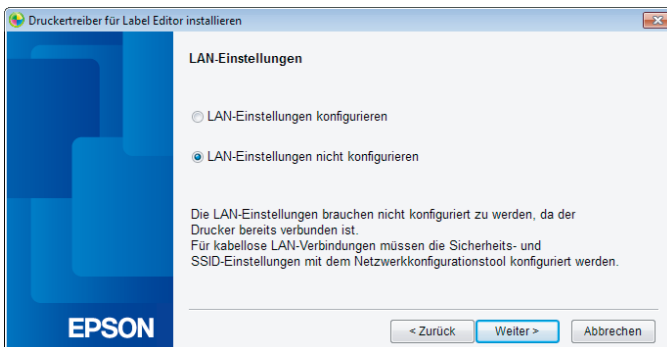 Druckertreiber für Label Editor installieren
LAN-Einstellungen
LAN-Einstellungen konfigurieren
LAN-Einstellungen nicht konfigurieren
Die LAN-Einstellungen brauchen nicht konfiguriert zu werden, da der
Drucker bereits verbunden ist.
Für kabellose LAN-Verbindungen müssen die Sicherheits- und
SSID-Einstellungen mit dem Netzwerkkonfigurationstool konfiguriert werden.
EPSON
< Zurück
Weiter >
Abbrechen